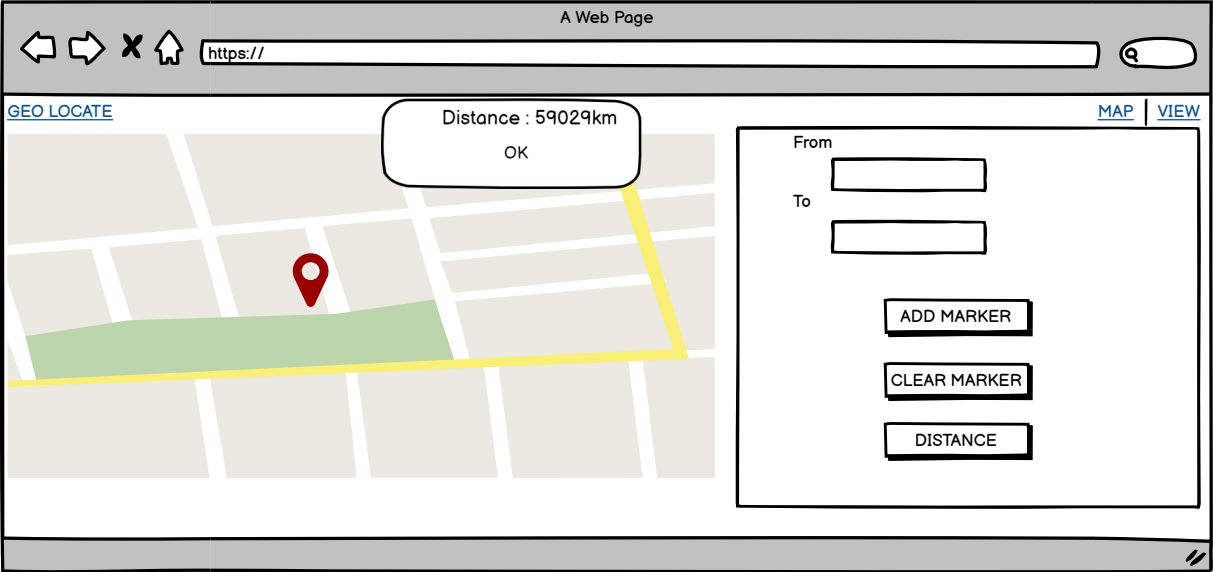 A Web Page
https://
GEO LOCATE
MAP VIEW
Distance : 59029km
OK
From
To
ADD MARKER
CLEAR MARKER
DISTANCE